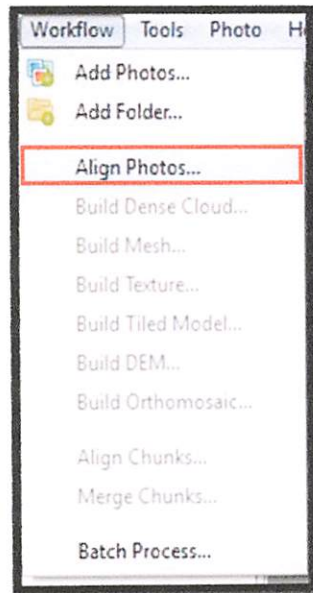 Workflow Tools Photo H
Add Photos...
Add Folder...
Align Photos...
Build Dense Cloud...
Build Mesh...
Build Texture...
Build Tiled Model...
Build DEM...
Build Orthomosaic...
Align Chunks...
Merge Chunks...
Batch Process...